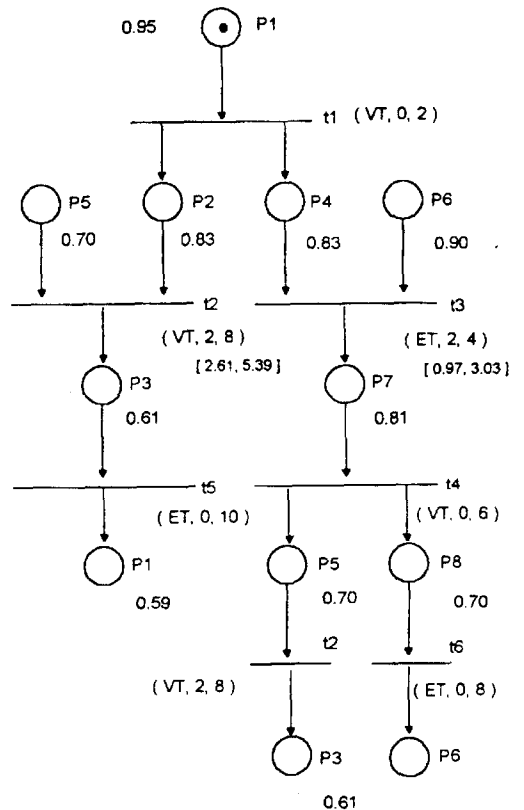 0.95 P1
t1 ( VT, 0, 2 )
P5 P2 P4 P6
0.70 0.83 0.83 0.90
t2 t3
( VT, 2, 8 ) ( ET, 2, 4 )
[ 2.61, 5.39 ] [ 0.97, 3.03 ]
P3 P7
0.61 0.81
t5 t4
( ET, 0, 10 ) ( VT, 0, 6 )
P1 P5 P8
0.59 0.70 0.70
t2 t6
( VT, 2, 8 ) ( ET, 0, 8 )
P3 P6
0.61